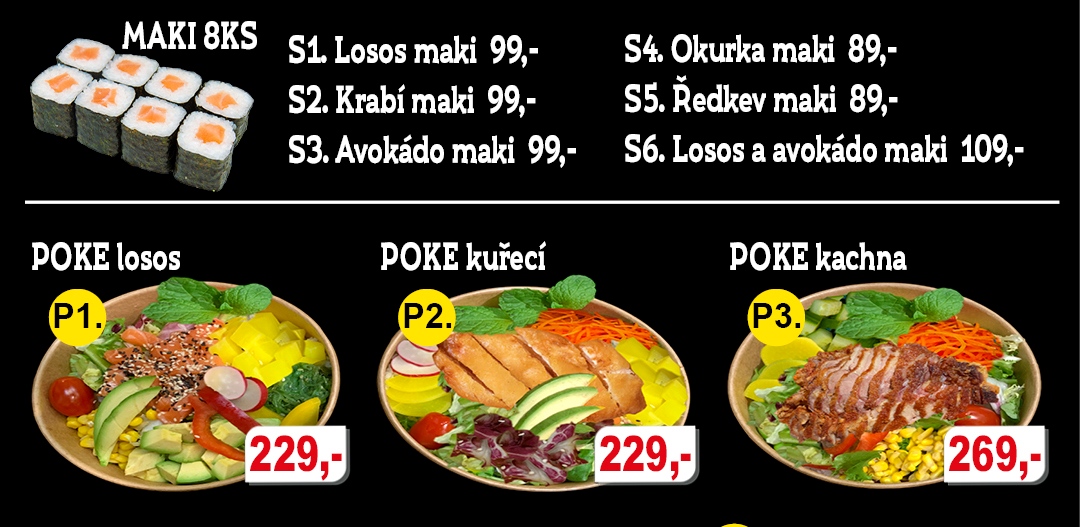 MAKI 8KS
S1. Losos maki 99,-
S2. Krabí maki 99,-
S3. Avokádo maki 99,-
S4. Okurka maki 89,-
S5. Ředkev maki 89,-
S6. Losos a avokádo maki 109,-
POKE losos
P1.
229,-
POKE kuřecí
P2.
229,-
POKE kachna
P3.
269,-